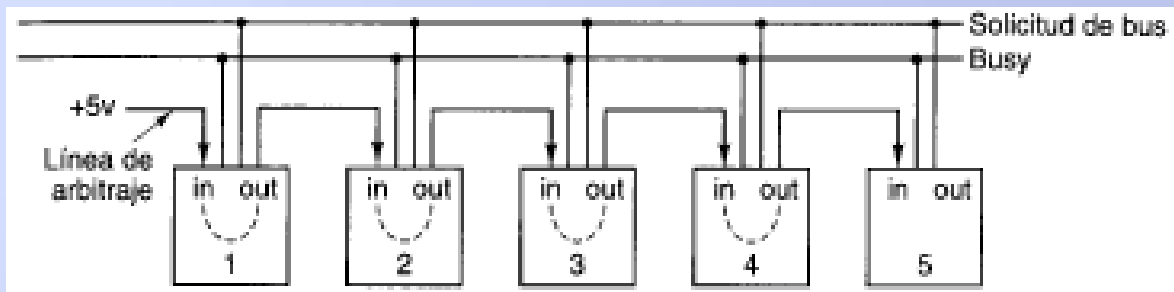 Solicitud de bus
Busy
+5v
Línea de
arbitraje
in out
in out
in out
in out
in out
1
2
3
4
5